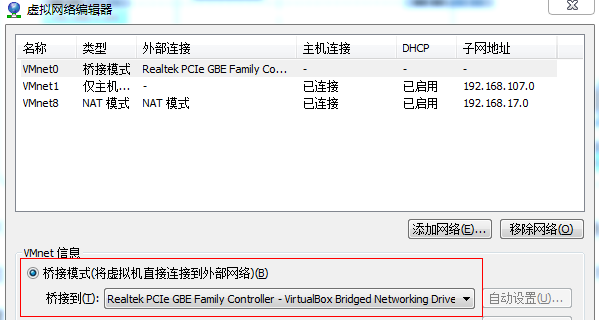 虚拟网络编辑器
名称 类型 外部连接 主机连接 DHCP 子网地址
VMnet0 桥接模式 Realtek PCIe GBE Family Co... - - -
VMnet1 仅主机... - 已连接 已启用 192.168.107.0
VMnet8 NAT 模式 NAT 模式 已连接 已启用 192.168.17.0
添加网络(E)... 移除网络(O)
VMnet 信息
桥接模式(将虚拟机直接连接到外部网络)(B)
桥接到(T): Realtek PCIe GBE Family Controller - VirtualBox Bridged Networking Drive 自动设置(U)...